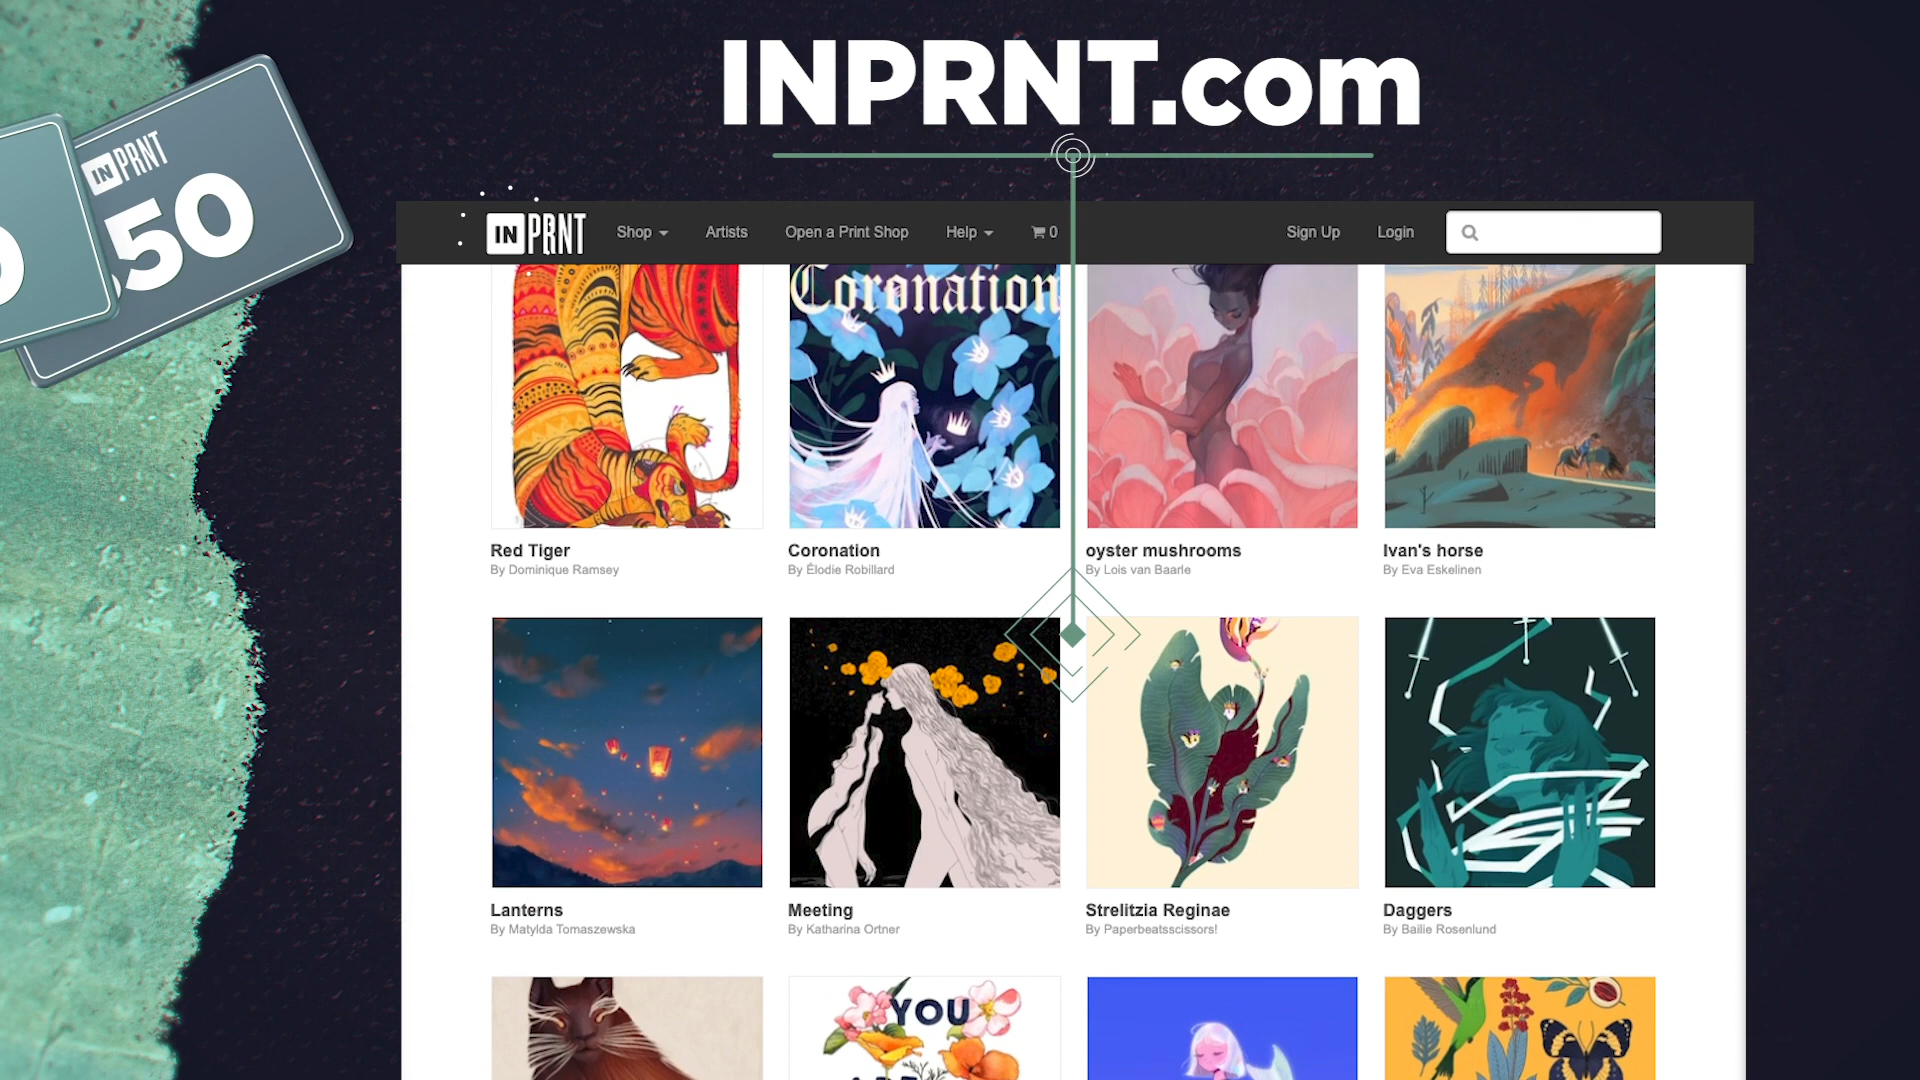 INPRNT.com
IN PRNT
50
IN PRNT Shop Artists Open a Print Shop Help 0 Sign Up Login
Coronation
Red Tiger
By Dominique Ramsey
Coronation
By Élodie Robillard
oyster mushrooms
By Lois van Baarle
Ivan's horse
By Eva Eskelinen
Lanterns
By Matylda Tomaszewska
Meeting
By Katharina Ortner
Strelitzia Reginae
By Paperbeatsscissors!
Daggers
By Bailie Rosenlund
YOU